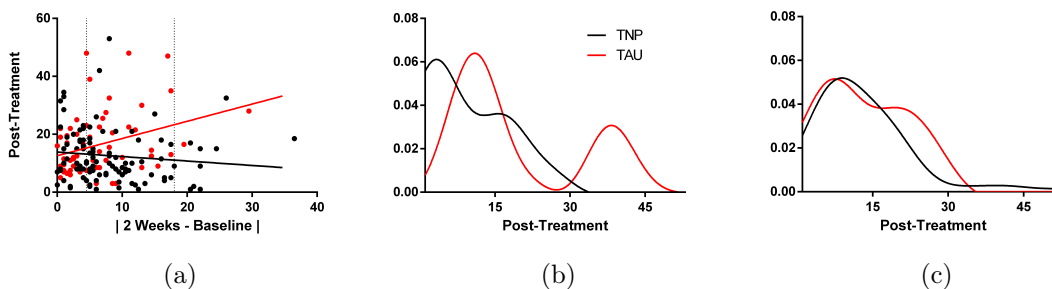 60
40
20
0
Post-Treatment
0 10 20 30 40
| 2 Weeks - Baseline |
(a)
0.08
0.06
0.04
0.02
0.00
TNP
TAU
15 30 45
Post-Treatment
(b)
0.08
0.06
0.04
0.02
0.00
15 30 45
Post-Treatment
(c)